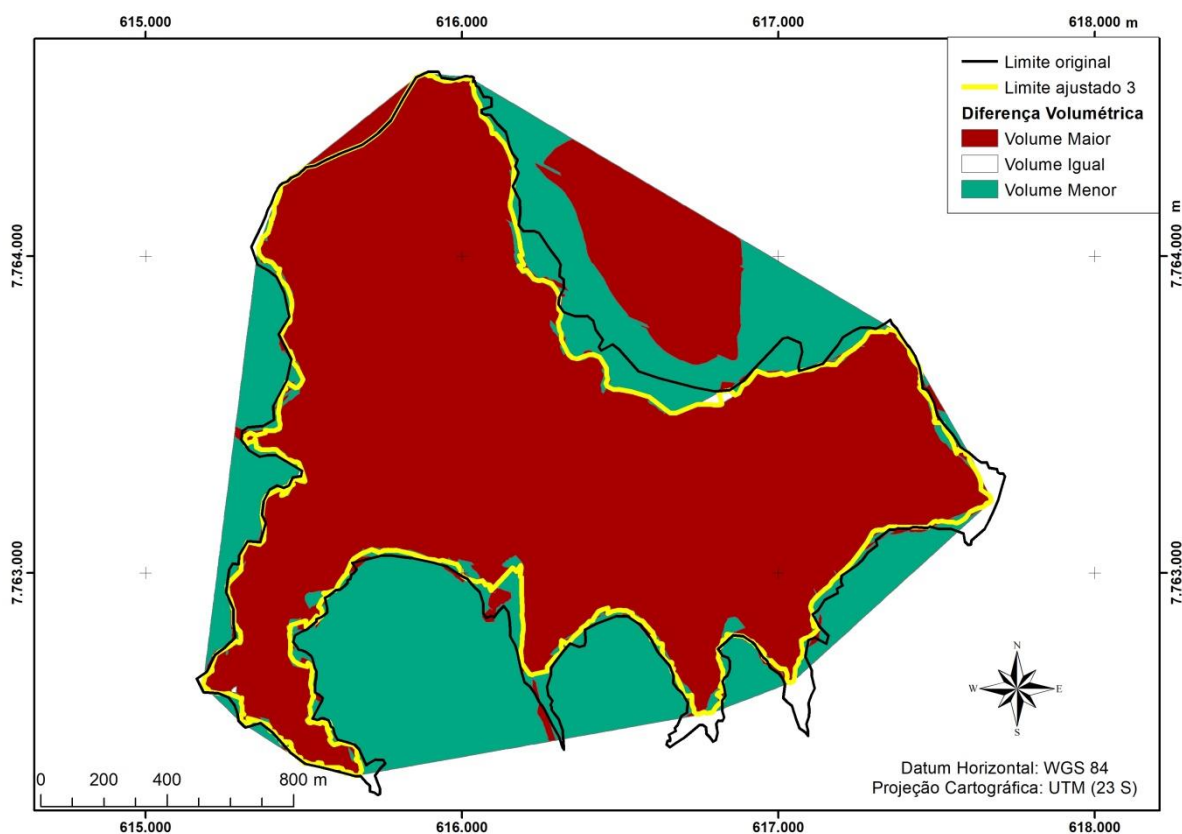 615.000 616.000 617.000 618.000 m
Limite original
Limite ajustado 3
Diferença Volumétrica
Volume Maior
Volume Igual
Volume Menor
7.764.000
7.764.000 m
7.763.000
7.763.000
N
W E
S
0 200 400 800 m
Datum Horizontal: WGS 84
Projeção Cartográfica: UTM (23 S)
615.000 616.000 617.000 618.000